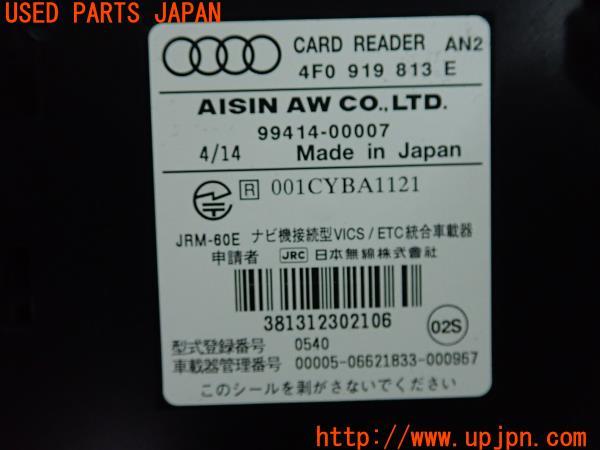 USED PARTS JAPAN
CARD READER AN2
4F0 919 813 E
AISIN AW CO.,LTD.
99414-00007
4/14 Made in Japan
R 001CYBA1121
JRM-60E ナビ機接続型VICS/ETC統合車載器
申請者 JRC 日本無線株式會社
381312302106
02S
型式登録番号 0540
車載器管理番号 00005-06621833-000967
このシールを剥がさないでください
http://www.upjpn.com